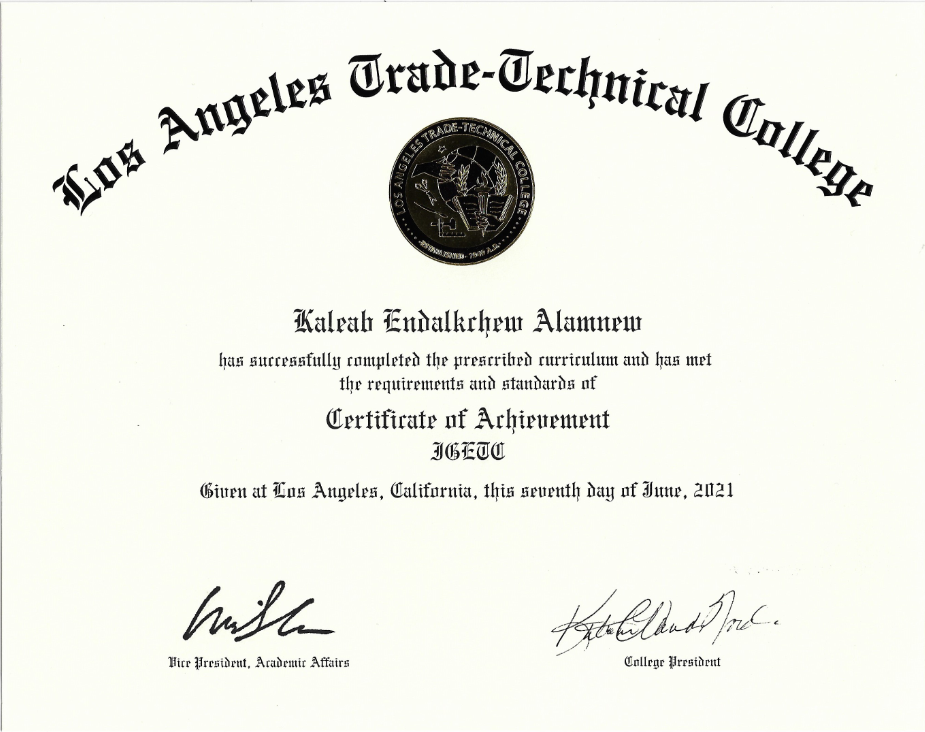 Los Angeles Trade-Technical College
LOS ANGELES TRADE-TECHNICAL COLLEGE
Kaleab Endalkchew Alamnew
has successfully completed the prescribed curriculum and has met
the requirements and standards of
Certificate of Achievement
IGETC
Given at Los Angeles, California, this seventh day of June, 2021
Vice President, Academic Affairs
College President